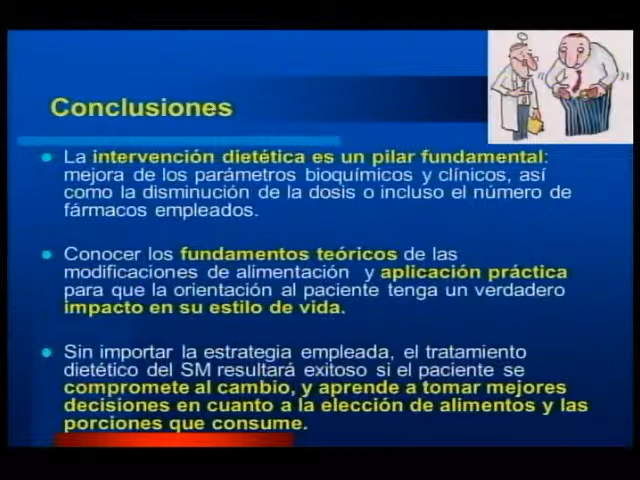 Conclusiones
La intervención dietética es un pilar fundamental:
mejora de los parámetros bioquímicos y clínicos, así
como la disminución de la dosis o incluso el número de
fármacos empleados.
Conocer los fundamentos teóricos de las
modificaciones de alimentación y aplicación práctica
para que la orientación al paciente tenga un verdadero
impacto en su estilo de vida.
Sin importar la estrategia empleada, el tratamiento
dietético del SM resultará exitoso si el paciente se
compromete al cambio, y aprende a tomar mejores
decisiones en cuanto a la elección de alimentos y las
porciones que consume.